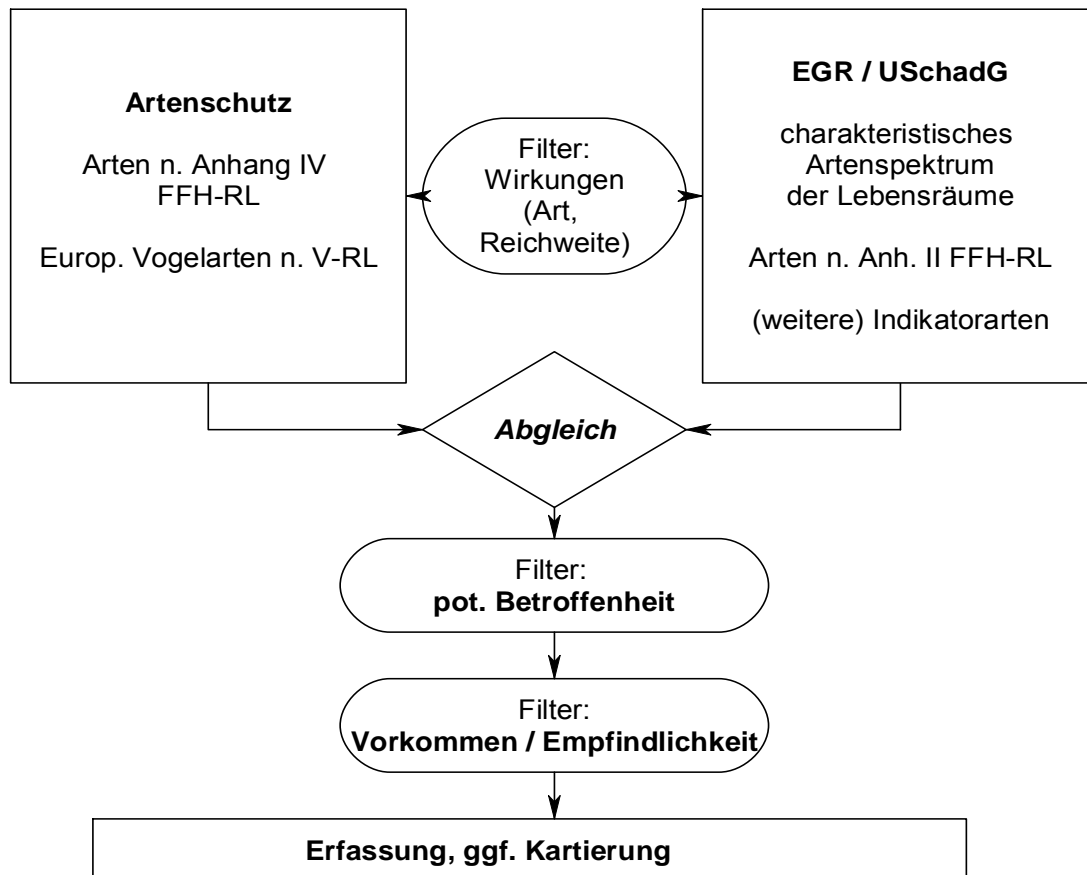 Artenschutz
Arten n. Anhang IV
FFH-RL
Europ. Vogelarten n. V-RL
Filter:
Wirkungen
(Art,
Reichweite)
EGR / USchadG
charakteristisches
Artenspektrum
der Lebensräume
Arten n. Anh. II FFH-RL
(weitere) Indikatorarten
Abgleich
Filter:
pot. Betroffenheit
Filter:
Vorkommen / Empfindlichkeit
Erfassung, ggf. Kartierung